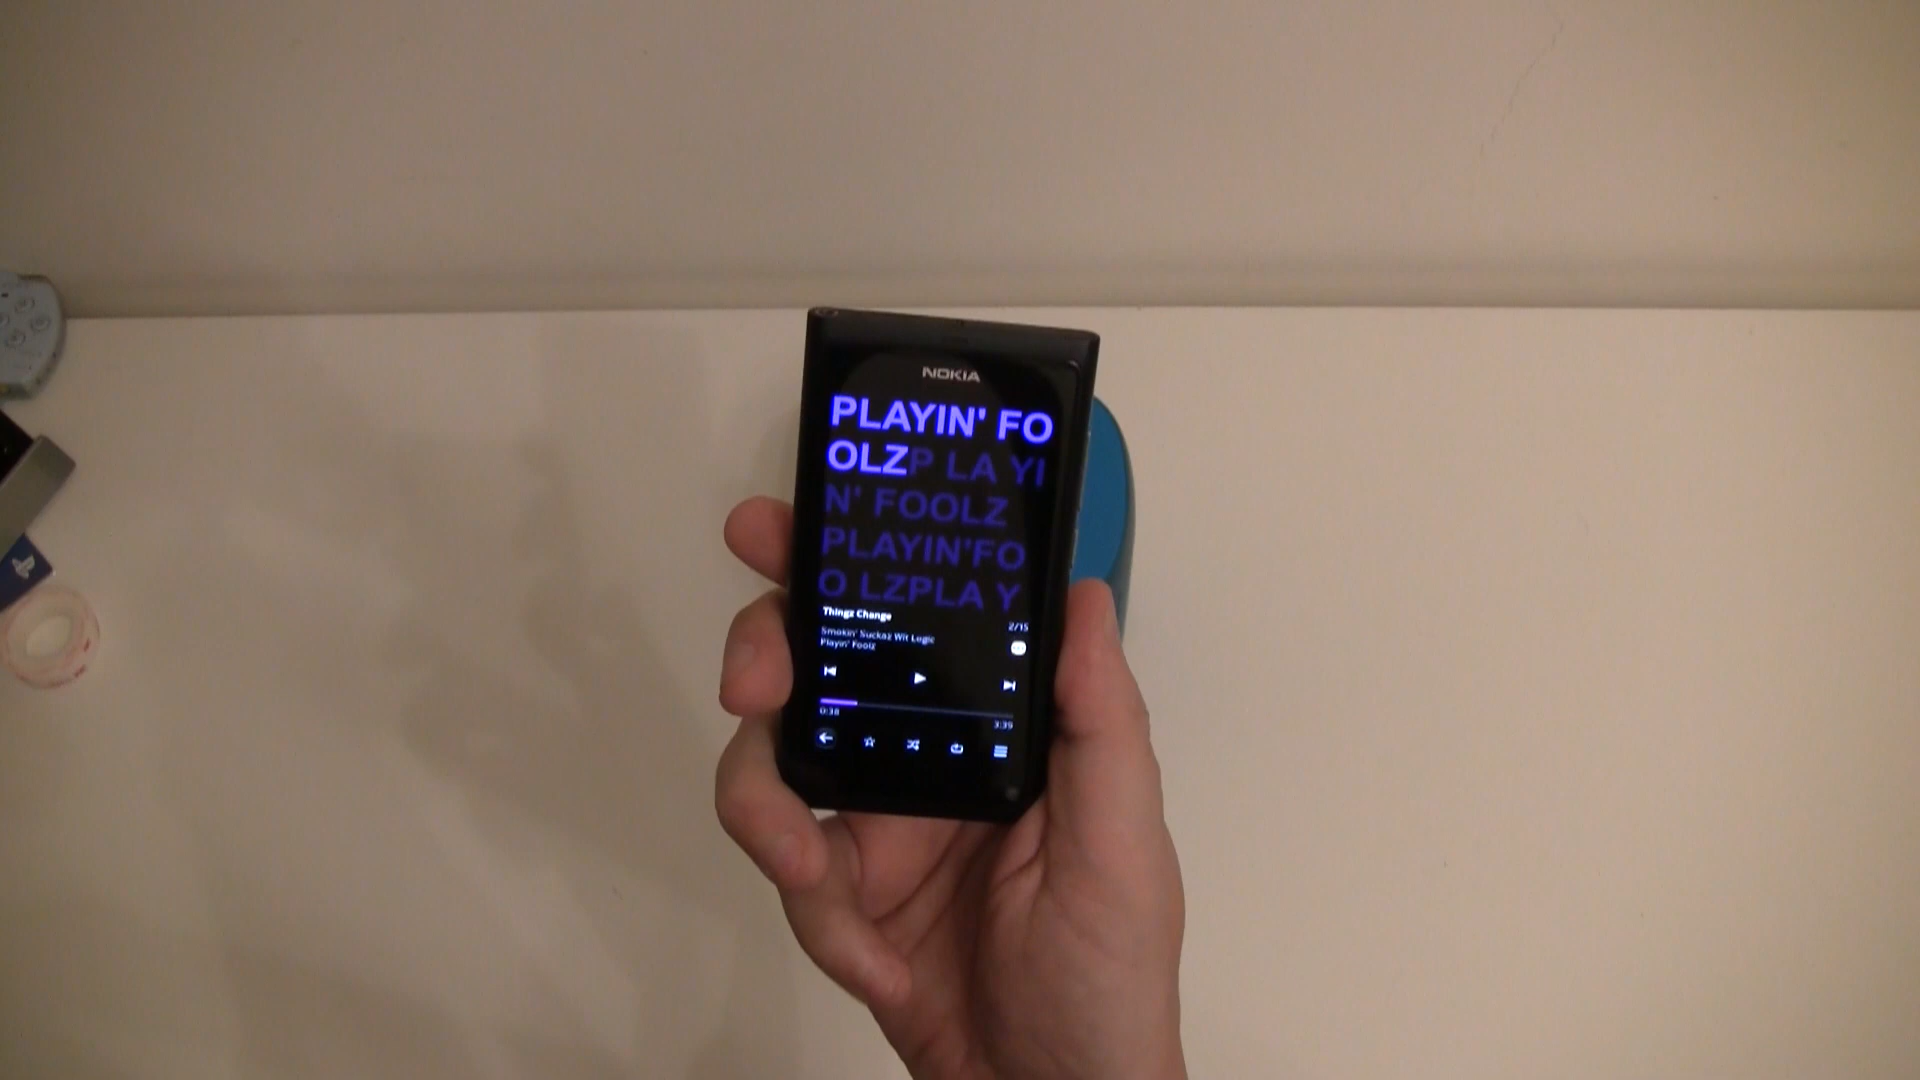 NOKIA
PLAYIN' FO
OLZP LA YI
N' FOOLZ
PLAYIN'FO
O LZPLA Y
Thingz Change
2/15
Smokin' Suckaz Wit Logic
Playin' Foolz
0:38
3:39